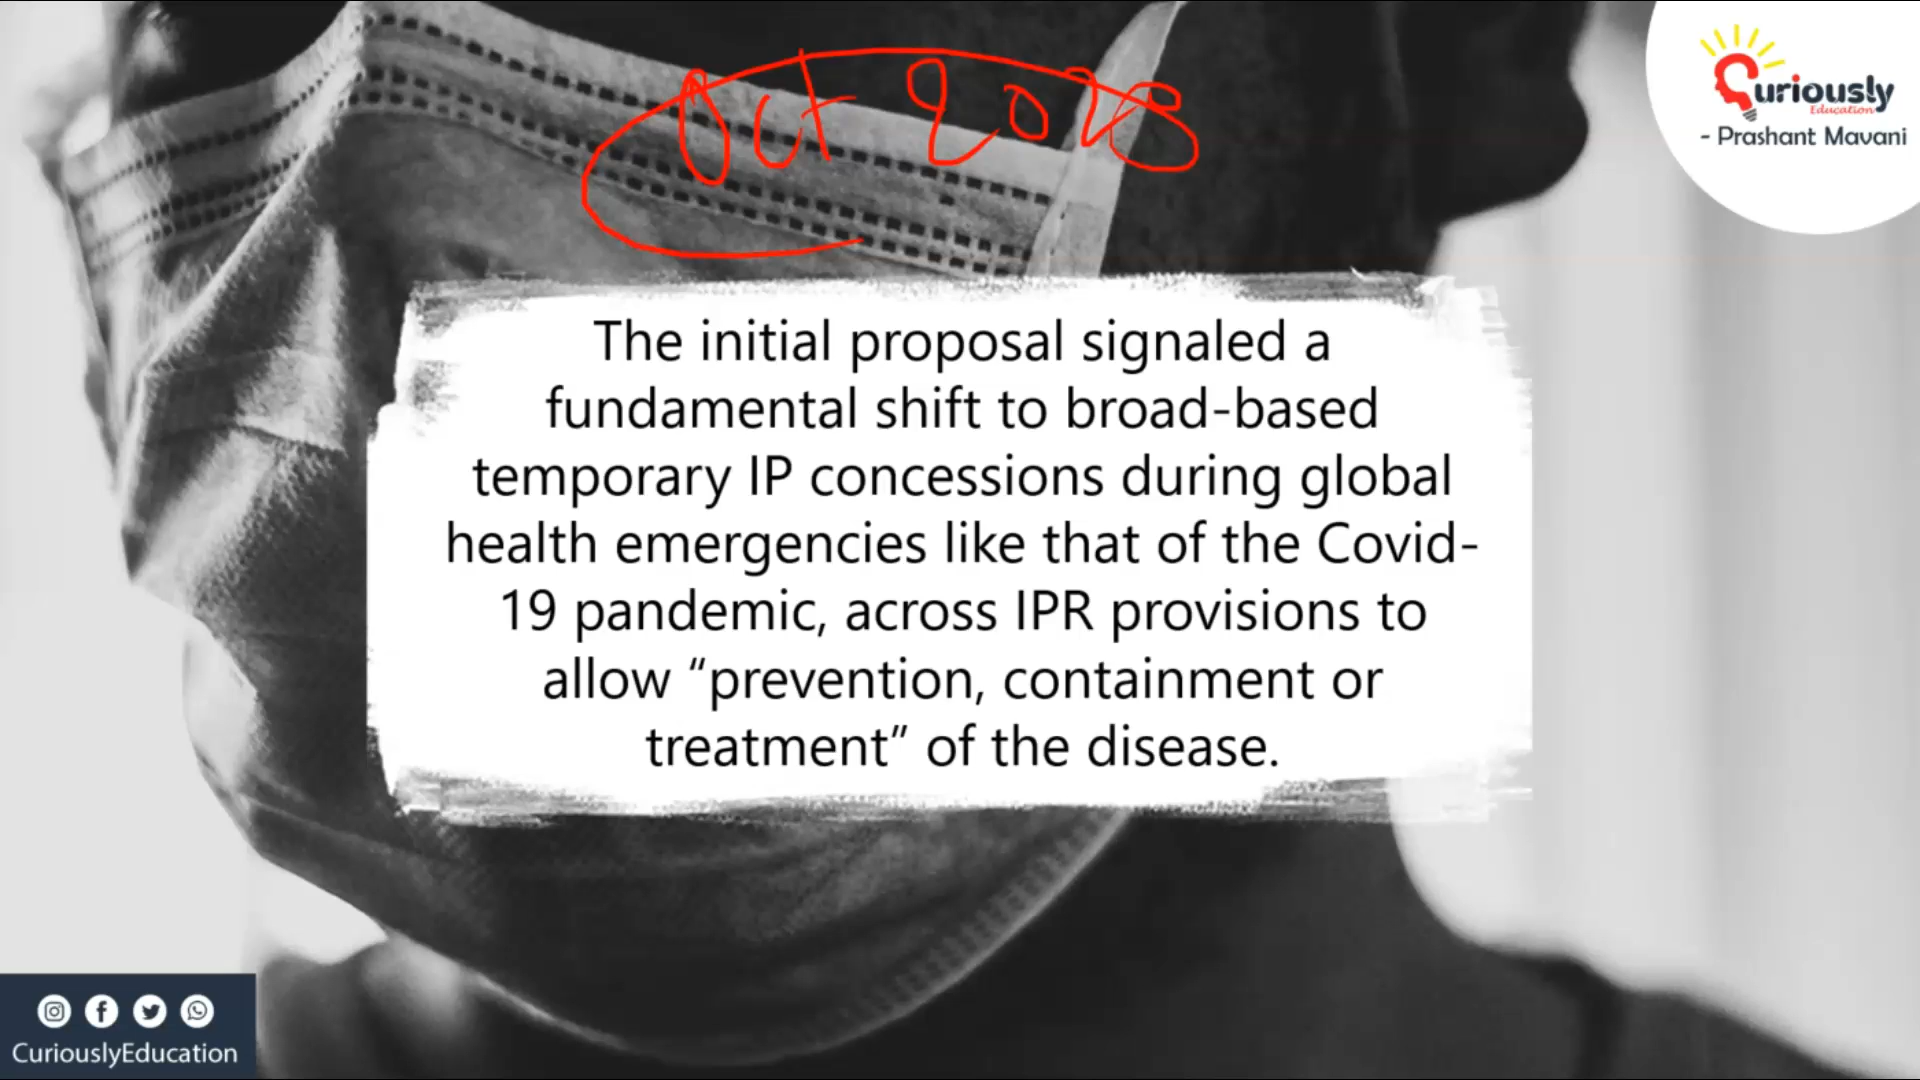 Oct 2020
Curiously
Education
- Prashant Mavani
The initial proposal signaled a
fundamental shift to broad-based
temporary IP concessions during global
health emergencies like that of the Covid-
19 pandemic, across IPR provisions to
allow “prevention, containment or
treatment” of the disease.
CuriouslyEducation